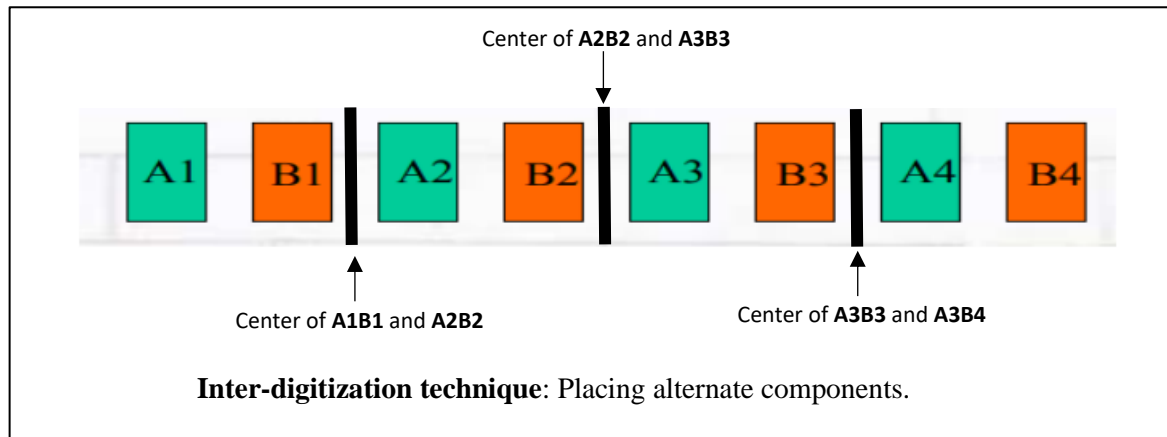 Center of A2B2 and A3B3
A1 B1 A2 B2 A3 B3 A4 B4
Center of A1B1 and A2B2
Center of A3B3 and A3B4
Inter-digitization technique: Placing alternate components.